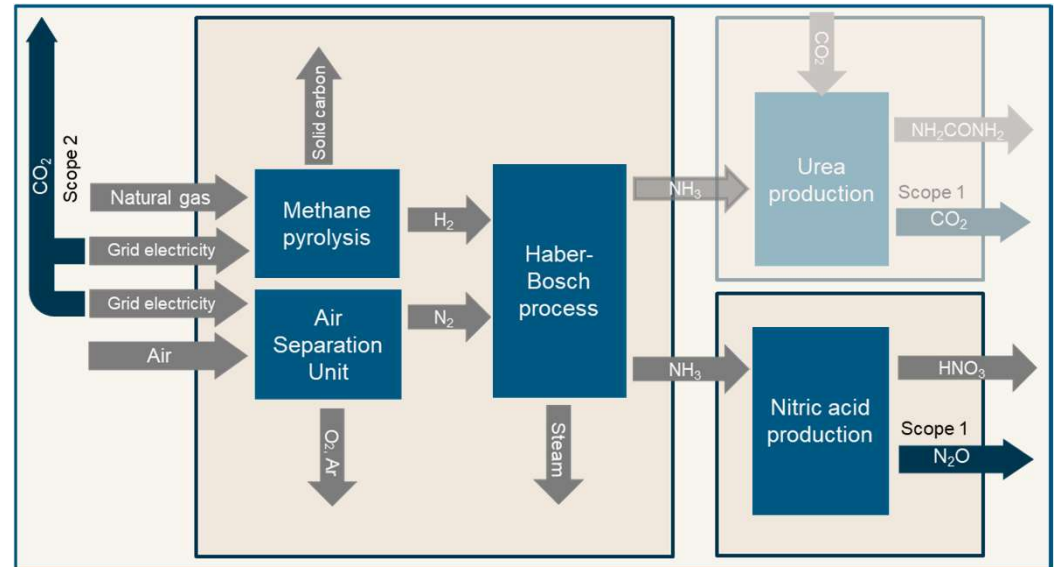 CO₂
Scope 2
Natural gas
Grid electricity
Grid electricity
Air
Solid carbon
Methane
pyrolysis
Air
Separation
Unit
O₂, Ar
H₂
N₂
Haber-
Bosch
process
Steam
NH₃
NH₃
CO₂
Urea
production
NH₂CONH₂
Scope 1
CO₂
Nitric acid
production
HNO₃
Scope 1
N₂O